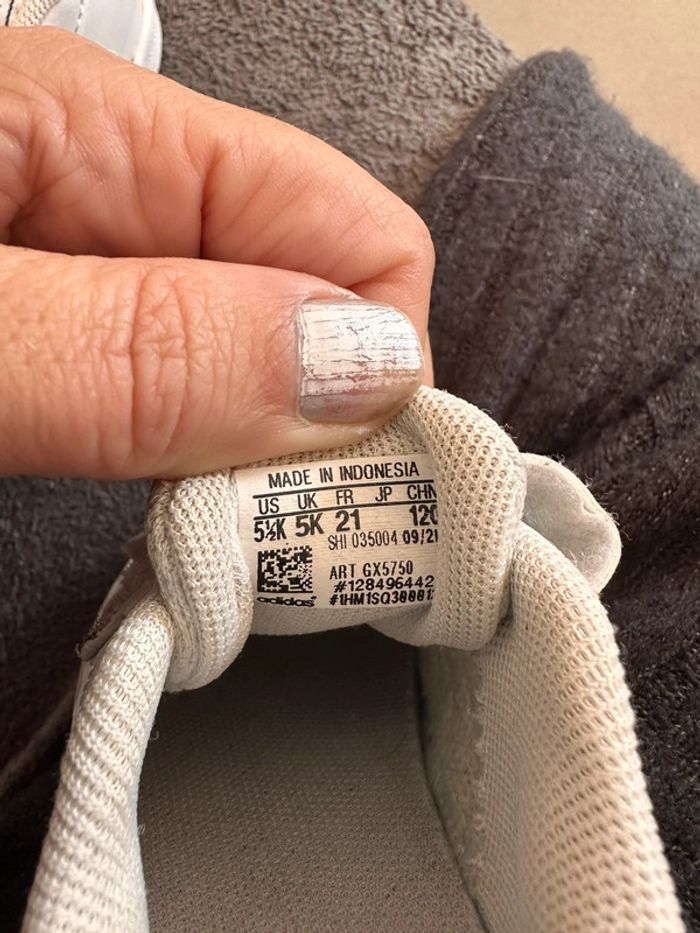 MADE IN INDONESIA
US UK FR JP CHN
5½K 5K 21 120
SHI 035004 09/21
ART GX5750
#128496442
adidas